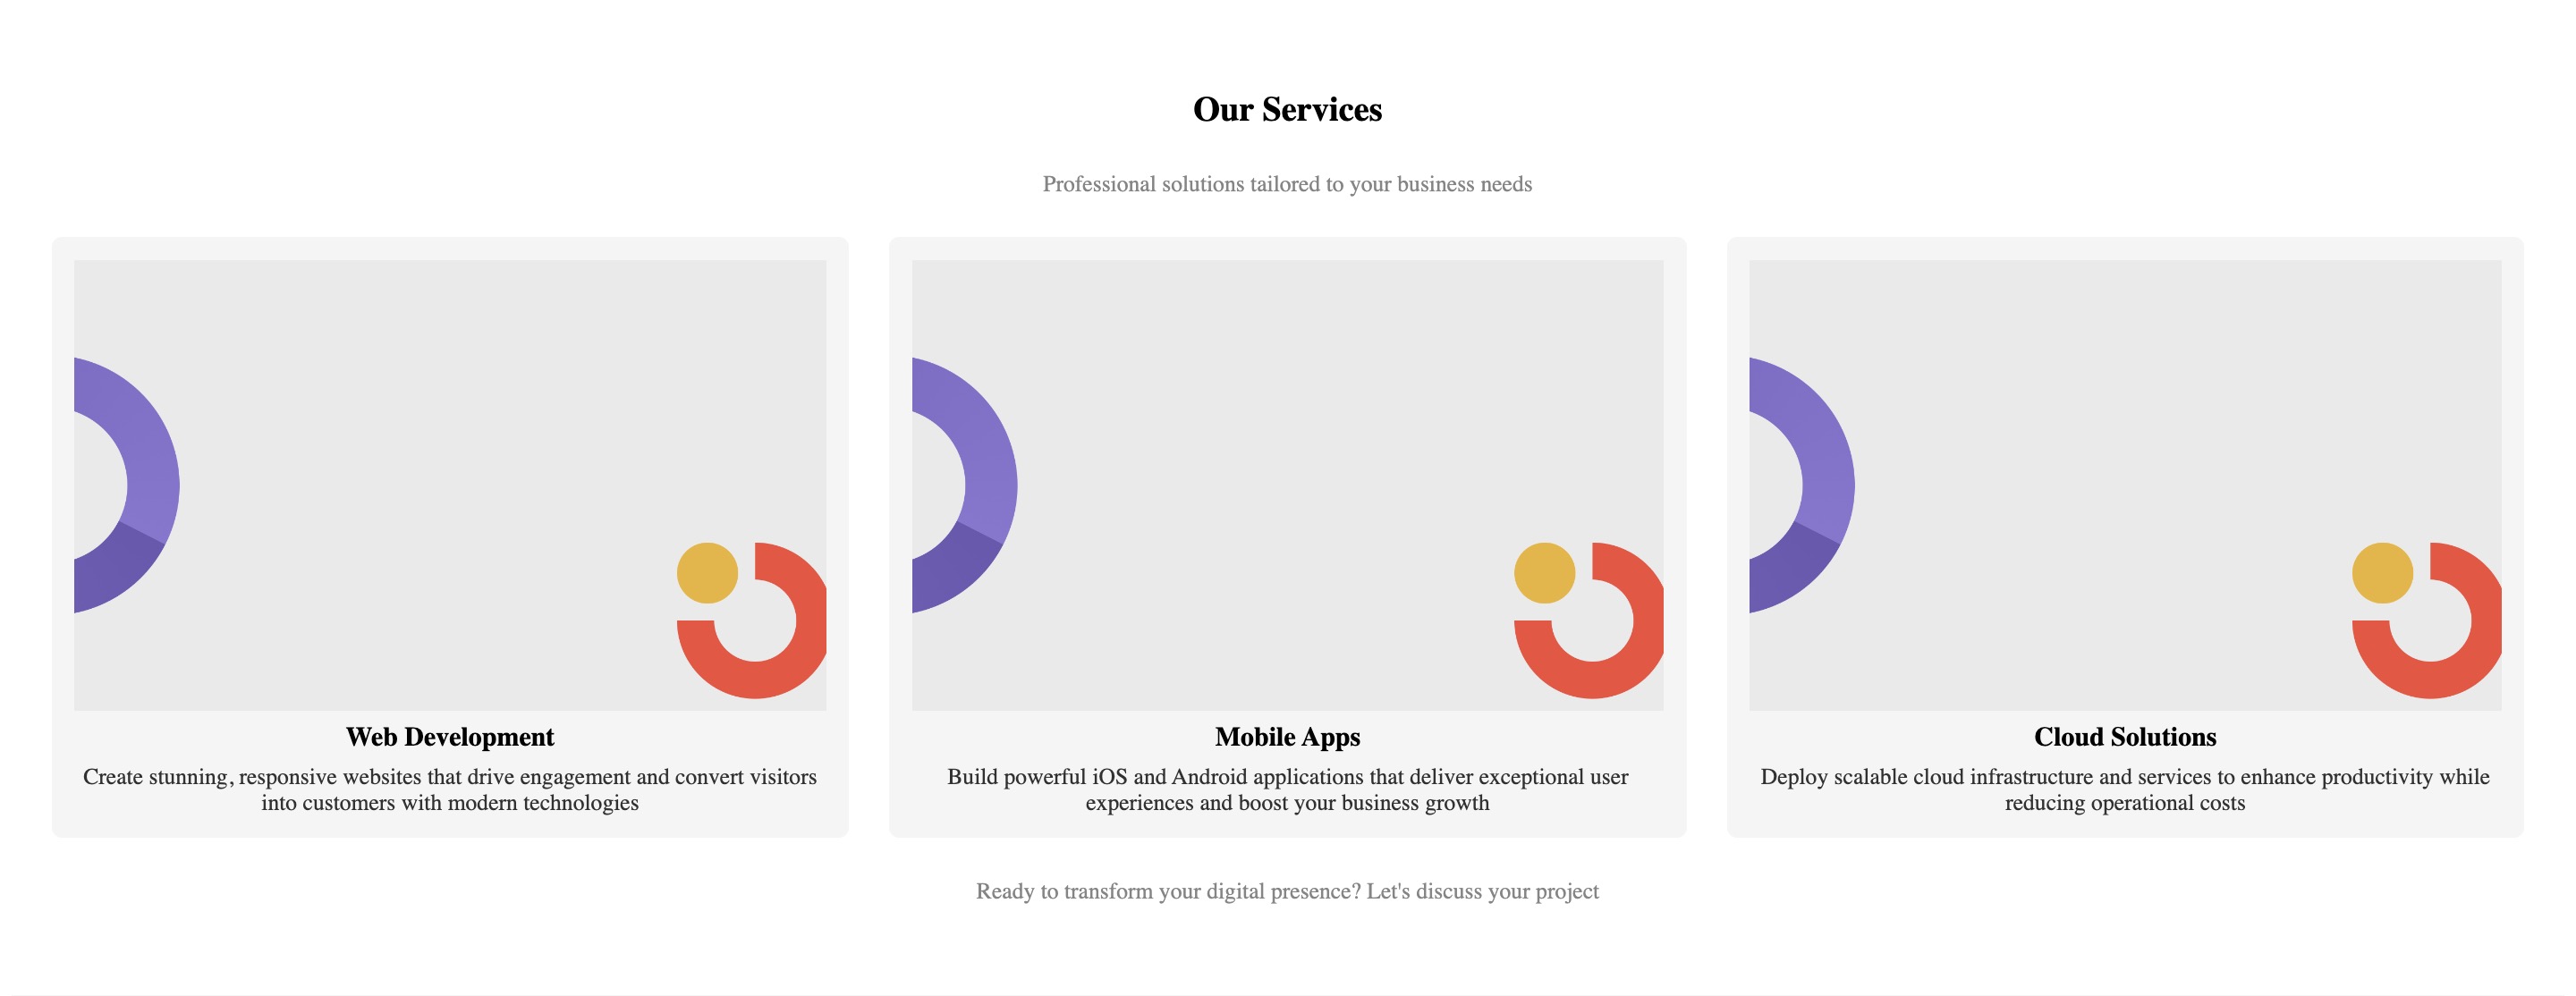 Our Services
Professional solutions tailored to your business needs
Web Development
Create stunning, responsive websites that drive engagement and convert visitors
into customers with modern technologies
Mobile Apps
Build powerful iOS and Android applications that deliver exceptional user
experiences and boost your business growth
Cloud Solutions
Deploy scalable cloud infrastructure and services to enhance productivity while
reducing operational costs
Ready to transform your digital presence? Let's discuss your project